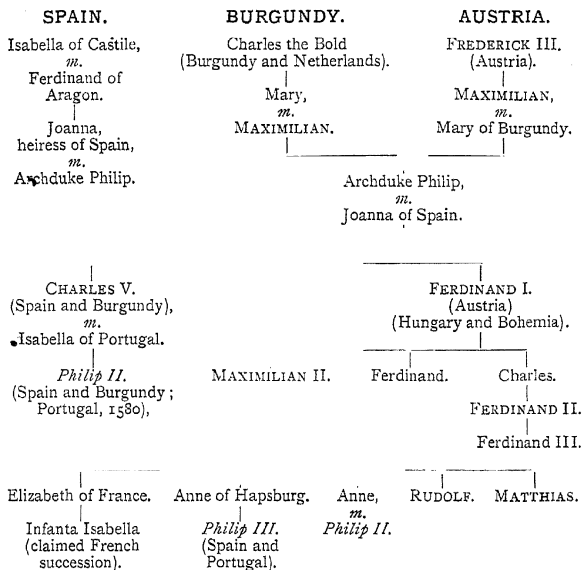 SPAIN.
Isabella of Castile,
m.
Ferdinand of
Aragon.
Joanna,
heiress of Spain,
m.
Archduke Philip.
BURGUNDY.
Charles the Bold
(Burgundy and Netherlands).
Mary,
m.
MAXIMILIAN.
AUSTRIA.
FREDERICK III.
(Austria).
MAXIMILIAN,
m.
Mary of Burgundy.
Archduke Philip,
m.
Joanna of Spain.
CHARLES V.
(Spain and Burgundy),
m.
Isabella of Portugal.
FERDINAND I.
(Austria)
(Hungary and Bohemia).
Philip II.
(Spain and Burgundy;
Portugal, 1580),
MAXIMILIAN II.
Ferdinand.
Charles.
FERDINAND II.
Ferdinand III.
Elizabeth of France.
Infanta Isabella
(claimed French
succession).
Anne of Hapsburg.
Philip III.
(Spain and
Portugal).
Anne,
m.
Philip II.
RUDOLF.
MATTHIAS.